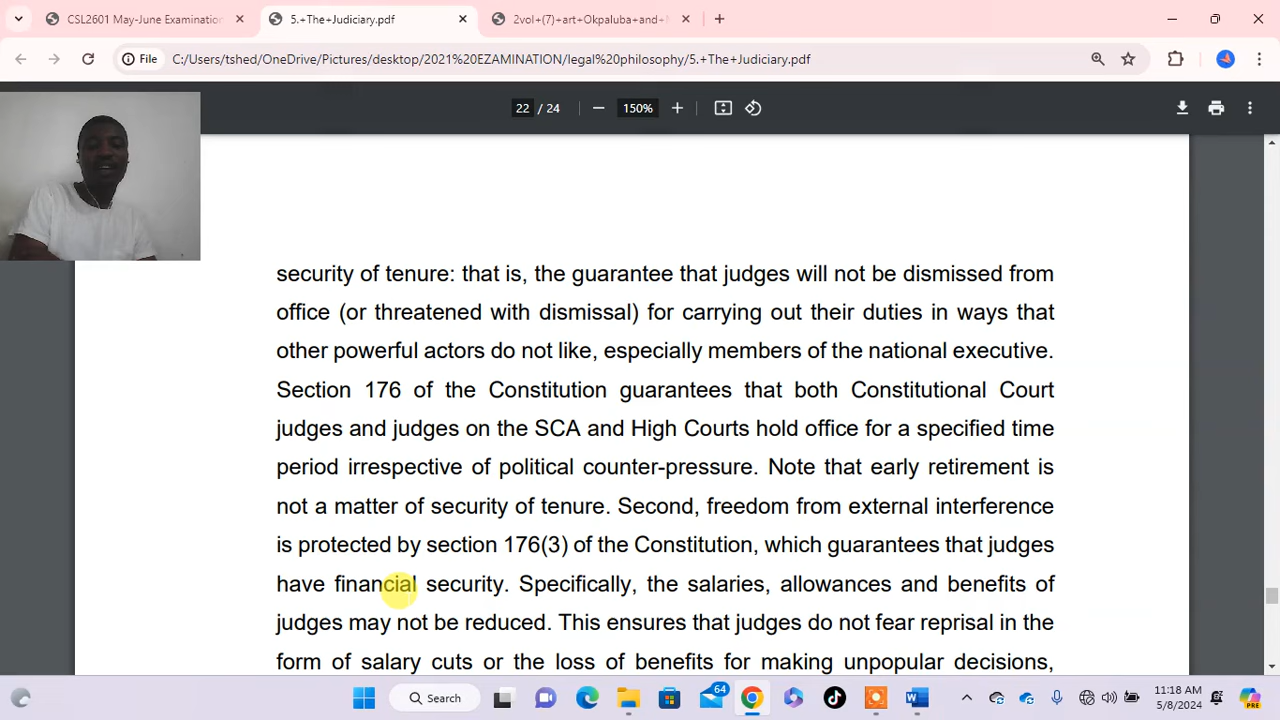 CSL2601 May-June Examination
5.+The+Judiciary.pdf
2vol+(7)+art+Okpaluba+and+
File
C:/Users/tshed/OneDrive/Pictures/desktop/2021%20EZAMINATION/legal%20philosophy/5.+The+Judiciary.pdf
22 / 24
150%
security of tenure: that is, the guarantee that judges will not be dismissed from
office (or threatened with dismissal) for carrying out their duties in ways that
other powerful actors do not like, especially members of the national executive.
Section 176 of the Constitution guarantees that both Constitutional Court
judges and judges on the SCA and High Courts hold office for a specified time
period irrespective of political counter-pressure. Note that early retirement is
not a matter of security of tenure. Second, freedom from external interference
is protected by section 176(3) of the Constitution, which guarantees that judges
have financial security. Specifically, the salaries, allowances and benefits of
judges may not be reduced. This ensures that judges do not fear reprisal in the
form of salary cuts or the loss of benefits for making unpopular decisions,
Search
64
11:18 AM
5/8/2024
PRE